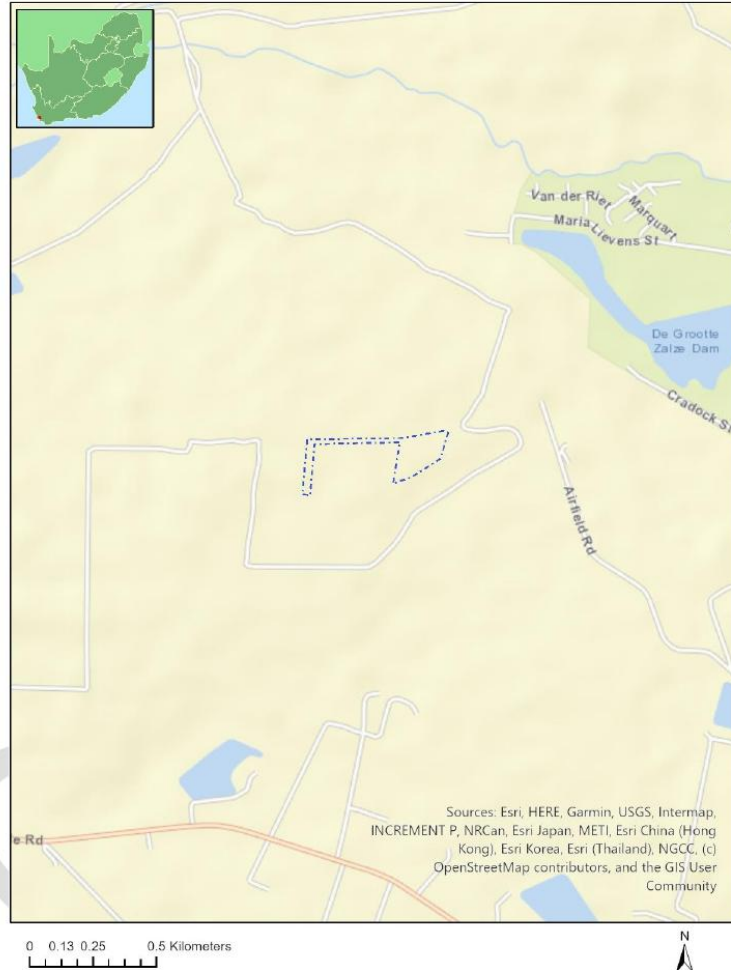 Van der Riet
Marquart
Maria Lievens St
De Grootte
Zalze Dam
Cradock St
Airfield Rd
Sources: Esri, HERE, Garmin, USGS, Intermap,
INCREMENT P, NRCan, Esri Japan, METI, Esri China (Hong
Kong), Esri Korea, Esri (Thailand), NGCC, (c)
OpenStreetMap contributors, and the GIS User
Community
Rd
0 0.13 0.25 0.5 Kilometers
N